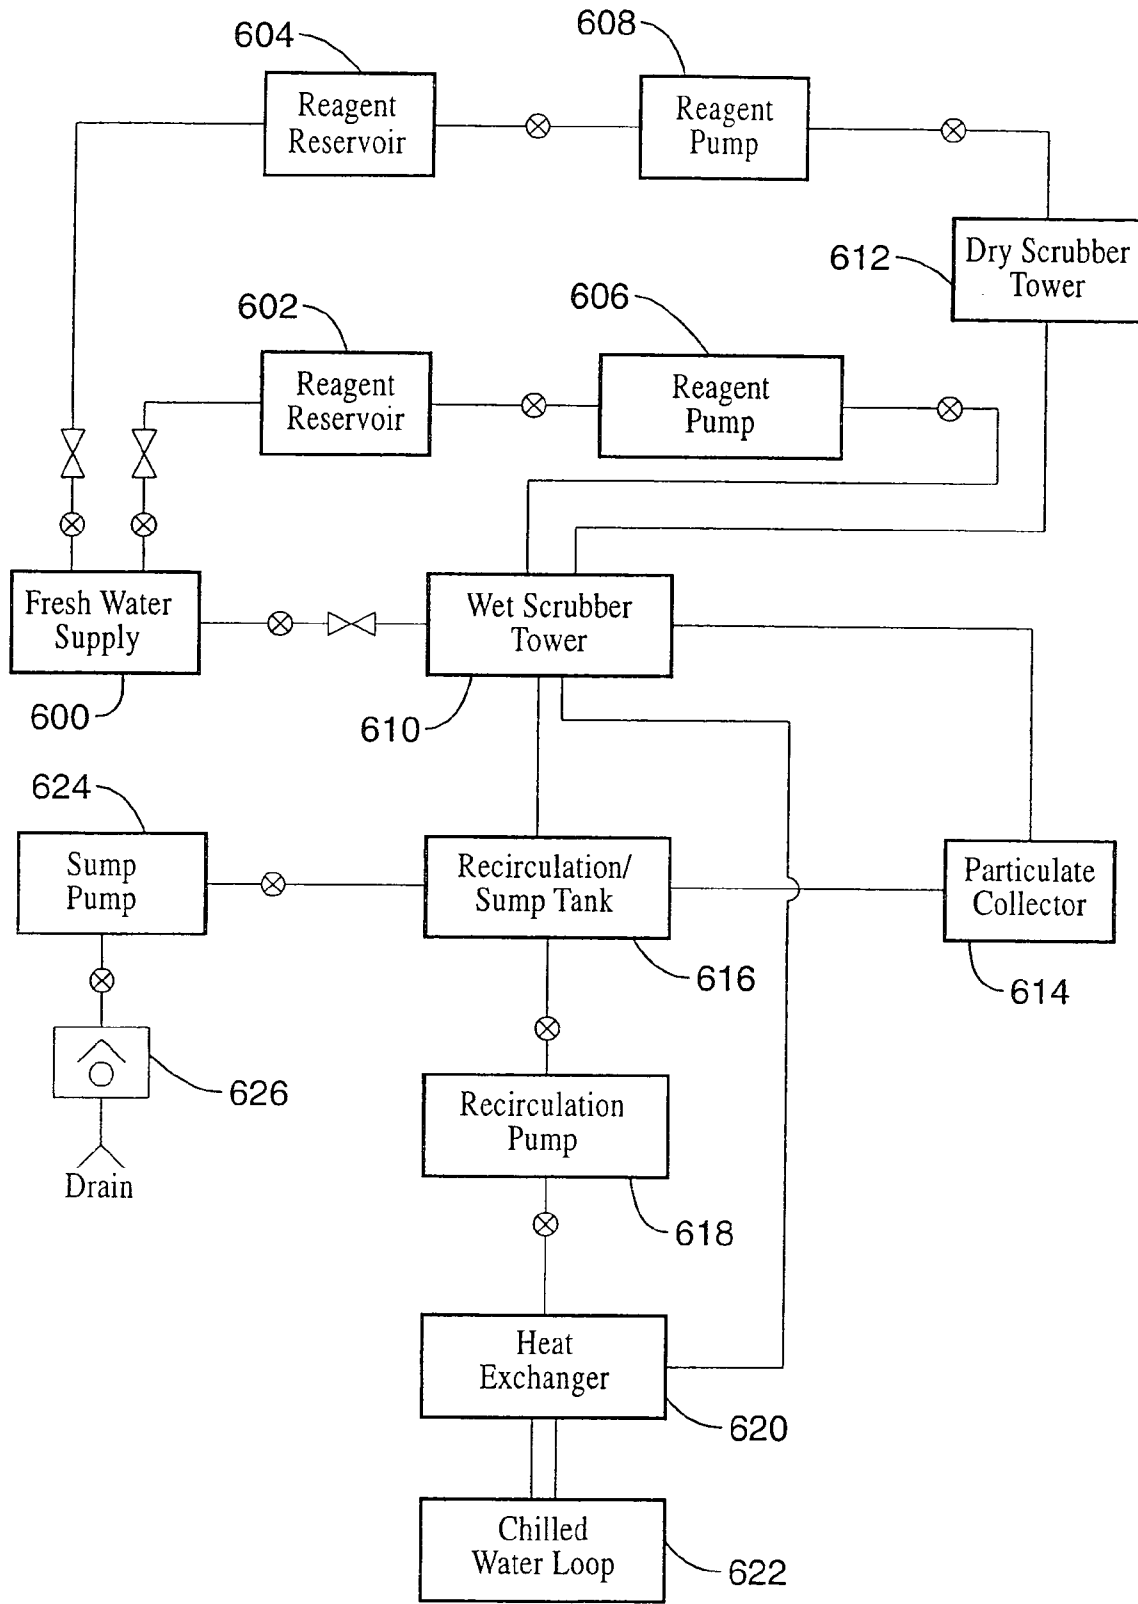 604
608
Reagent
Reservoir
Reagent
Pump
612
Dry Scrubber
Tower
602
606
Reagent
Reservoir
Reagent
Pump
Fresh Water
Supply
Wet Scrubber
Tower
600
610
624
Sump
Pump
Recirculation/
Sump Tank
Particulate
Collector
616
614
626
Recirculation
Pump
Drain
618
Heat
Exchanger
620
Chilled
Water Loop
622